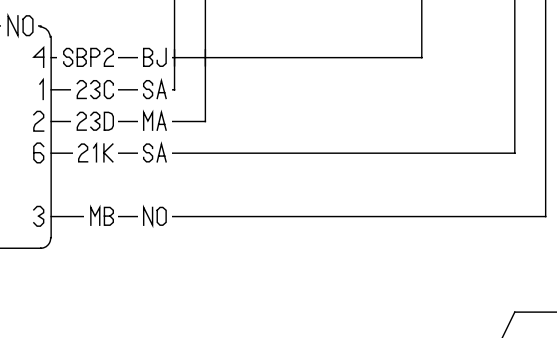 NO
4 SBP2 BJ
1 23C SA
2 23D MA
6 21K SA
3 MB NO